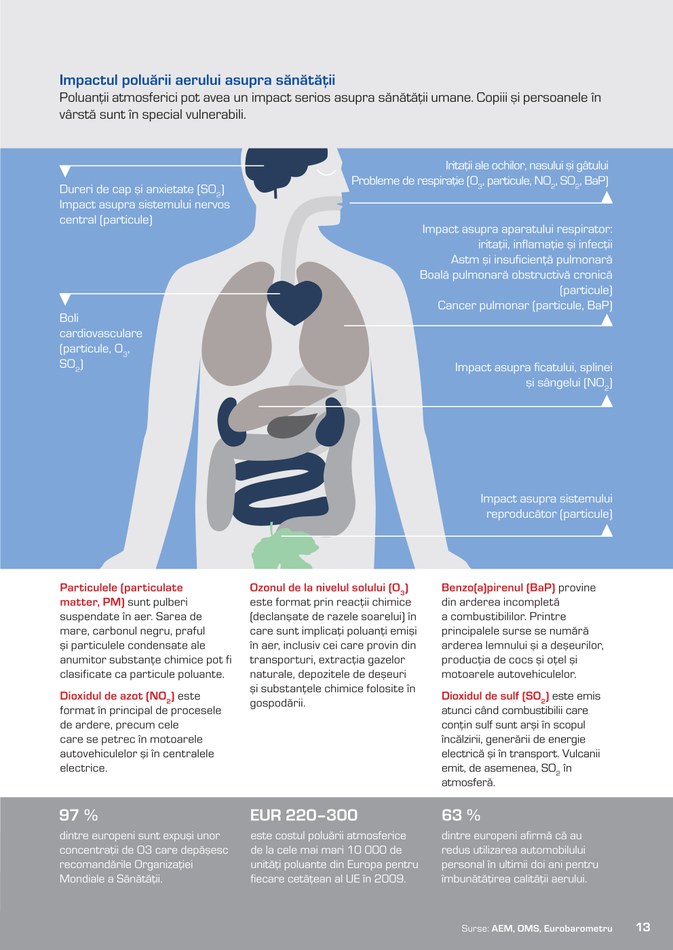 Impactul poluării aerului asupra sănătății
Poluanții atmosferici pot avea un impact serios asupra sănătății umane. Copiii și persoanele în
vârstă sunt în special vulnerabili.
Dureri de cap și anxietate (SO₂)
Impact asupra sistemului nervos
central (particule)
Iritații ale ochilor, nasului și gâtului
Probleme de respirație (O₃, particule, NO₂, SO₂, BaP)
Impact asupra aparatului respirator:
iritații, inflamație și infecții
Astm și insuficiență pulmonară
Boală pulmonară obstructivă cronică
(particule)
Cancer pulmonar (particule, BaP)
Boli
cardiovasculare
(particule, O₃,
SO₂)
Impact asupra ficatului, splinei
și sângelui (NO₂)
Impact asupra sistemului
reproducător (particule)
Particulele (particulate
matter, PM) sunt pulberi
suspendate în aer. Sarea de
mare, carbonul negru, praful
și particulele condensate ale
anumitor substanțe chimice pot fi
clasificate ca particule poluante.
Dioxidul de azot (NO₂) este
format în principal de procesele
de ardere, precum cele
care se petrec în motoarele
autovehiculelor și în centralele
electrice.
Ozonul de la nivelul solului (O₃)
este format prin reacții chimice
(declanșate de razele soarelui) în
care sunt implicați poluanți emiși
în aer, inclusiv cei care provin din
transporturi, extracția gazelor
naturale, depozitele de deșeuri
și substanțele chimice folosite în
gospodării.
Benzo(a)pirenul (BaP) provine
din arderea incompletă
a combustibililor. Printre
principalele surse se numără
arderea lemnului și a deșeurilor,
producția de cocs și oțel și
motoarele autovehiculelor.
Dioxidul de sulf (SO₂) este emis
atunci când combustibilii care
conțin sulf sunt arși în scopul
încălzirii, generării de energie
electrică și în transport. Vulcanii
emit, de asemenea, SO₂ în
atmosferă.
97 %
dintre europeni sunt expuși unor
concentrații de O3 care depășesc
recomandările Organizației
Mondiale a Sănătății.
EUR 220–300
este costul poluării atmosferice
de la cele mai mari 10 000 de
unități poluante din Europa pentru
fiecare cetățean al UE în 2009.
63 %
dintre europeni afirmă că au
redus utilizarea automobilului
personal în ultimii doi ani pentru
îmbunătățirea calității aerului.
Surse: AEM, OMS, Eurobarometru
13